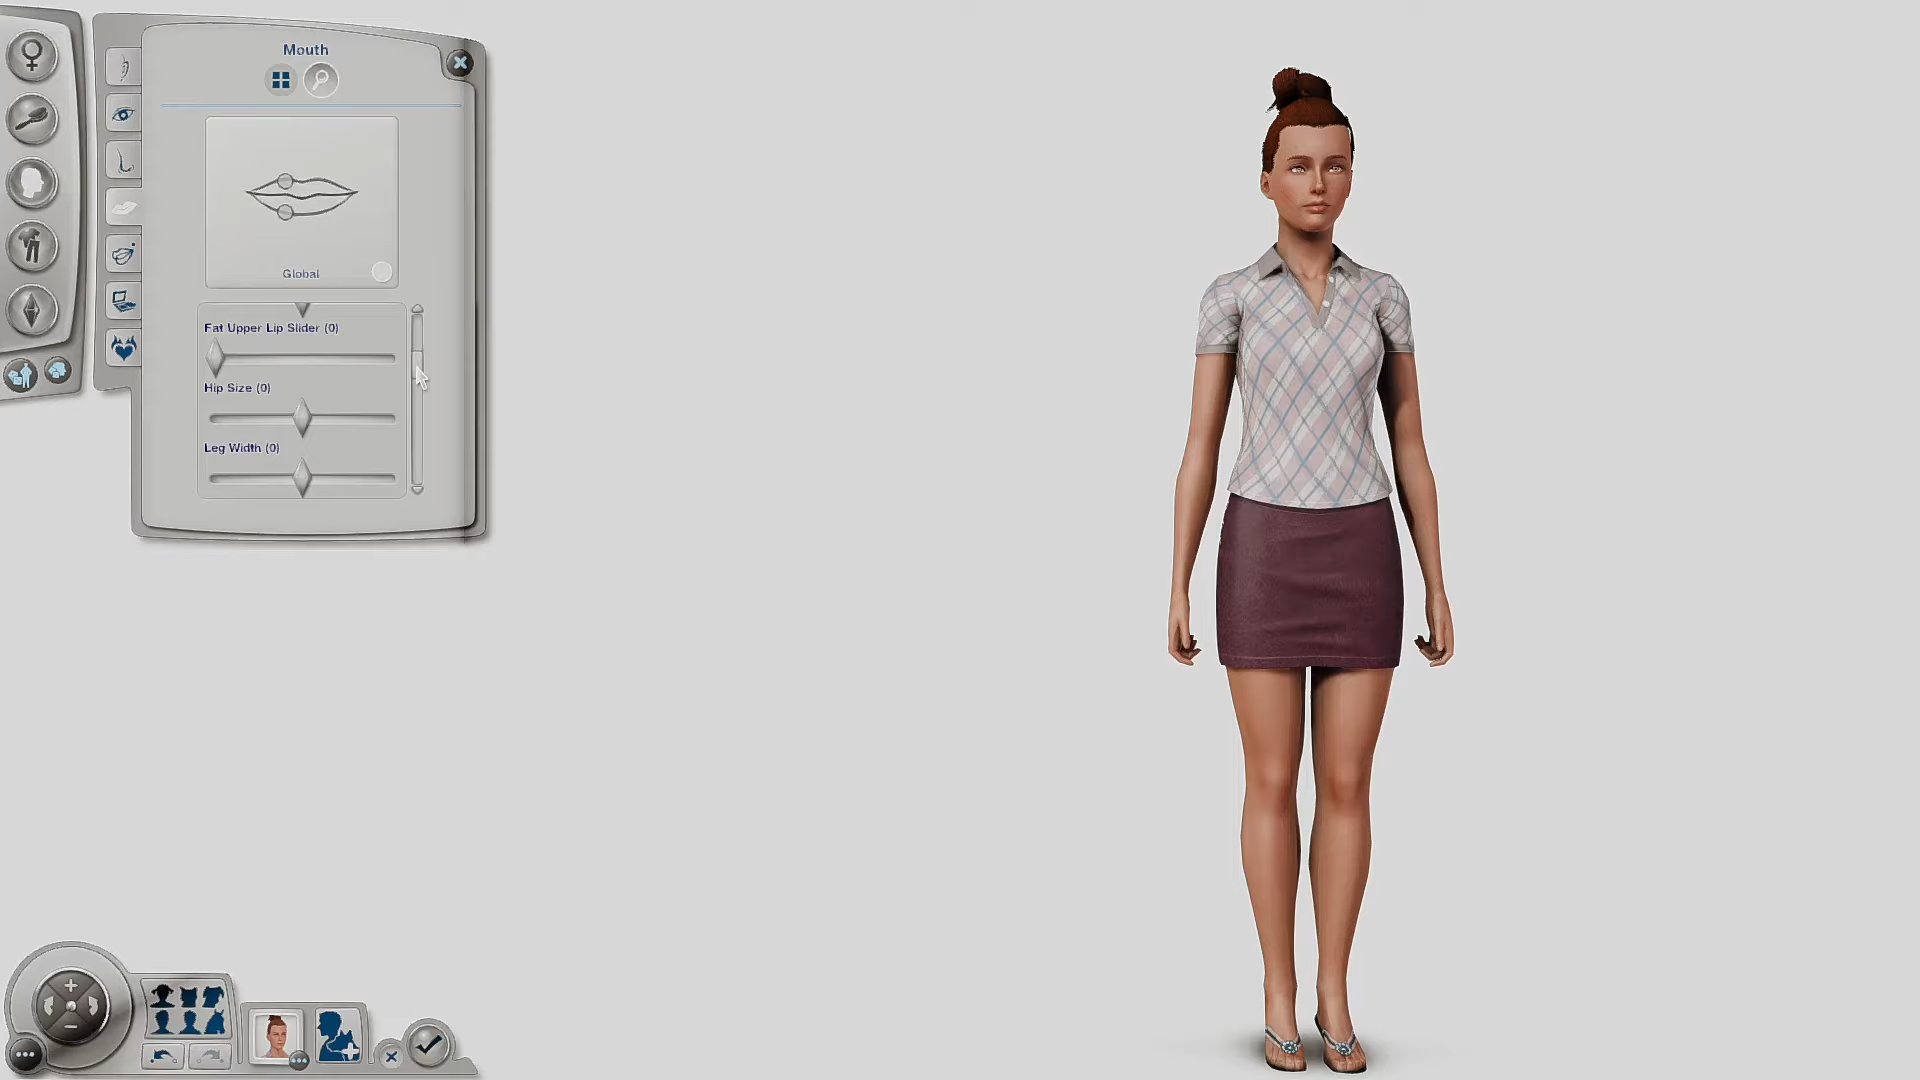 Mouth
Global
Fat Upper Lip Slider (0)
Hip Size (0)
Leg Width (0)